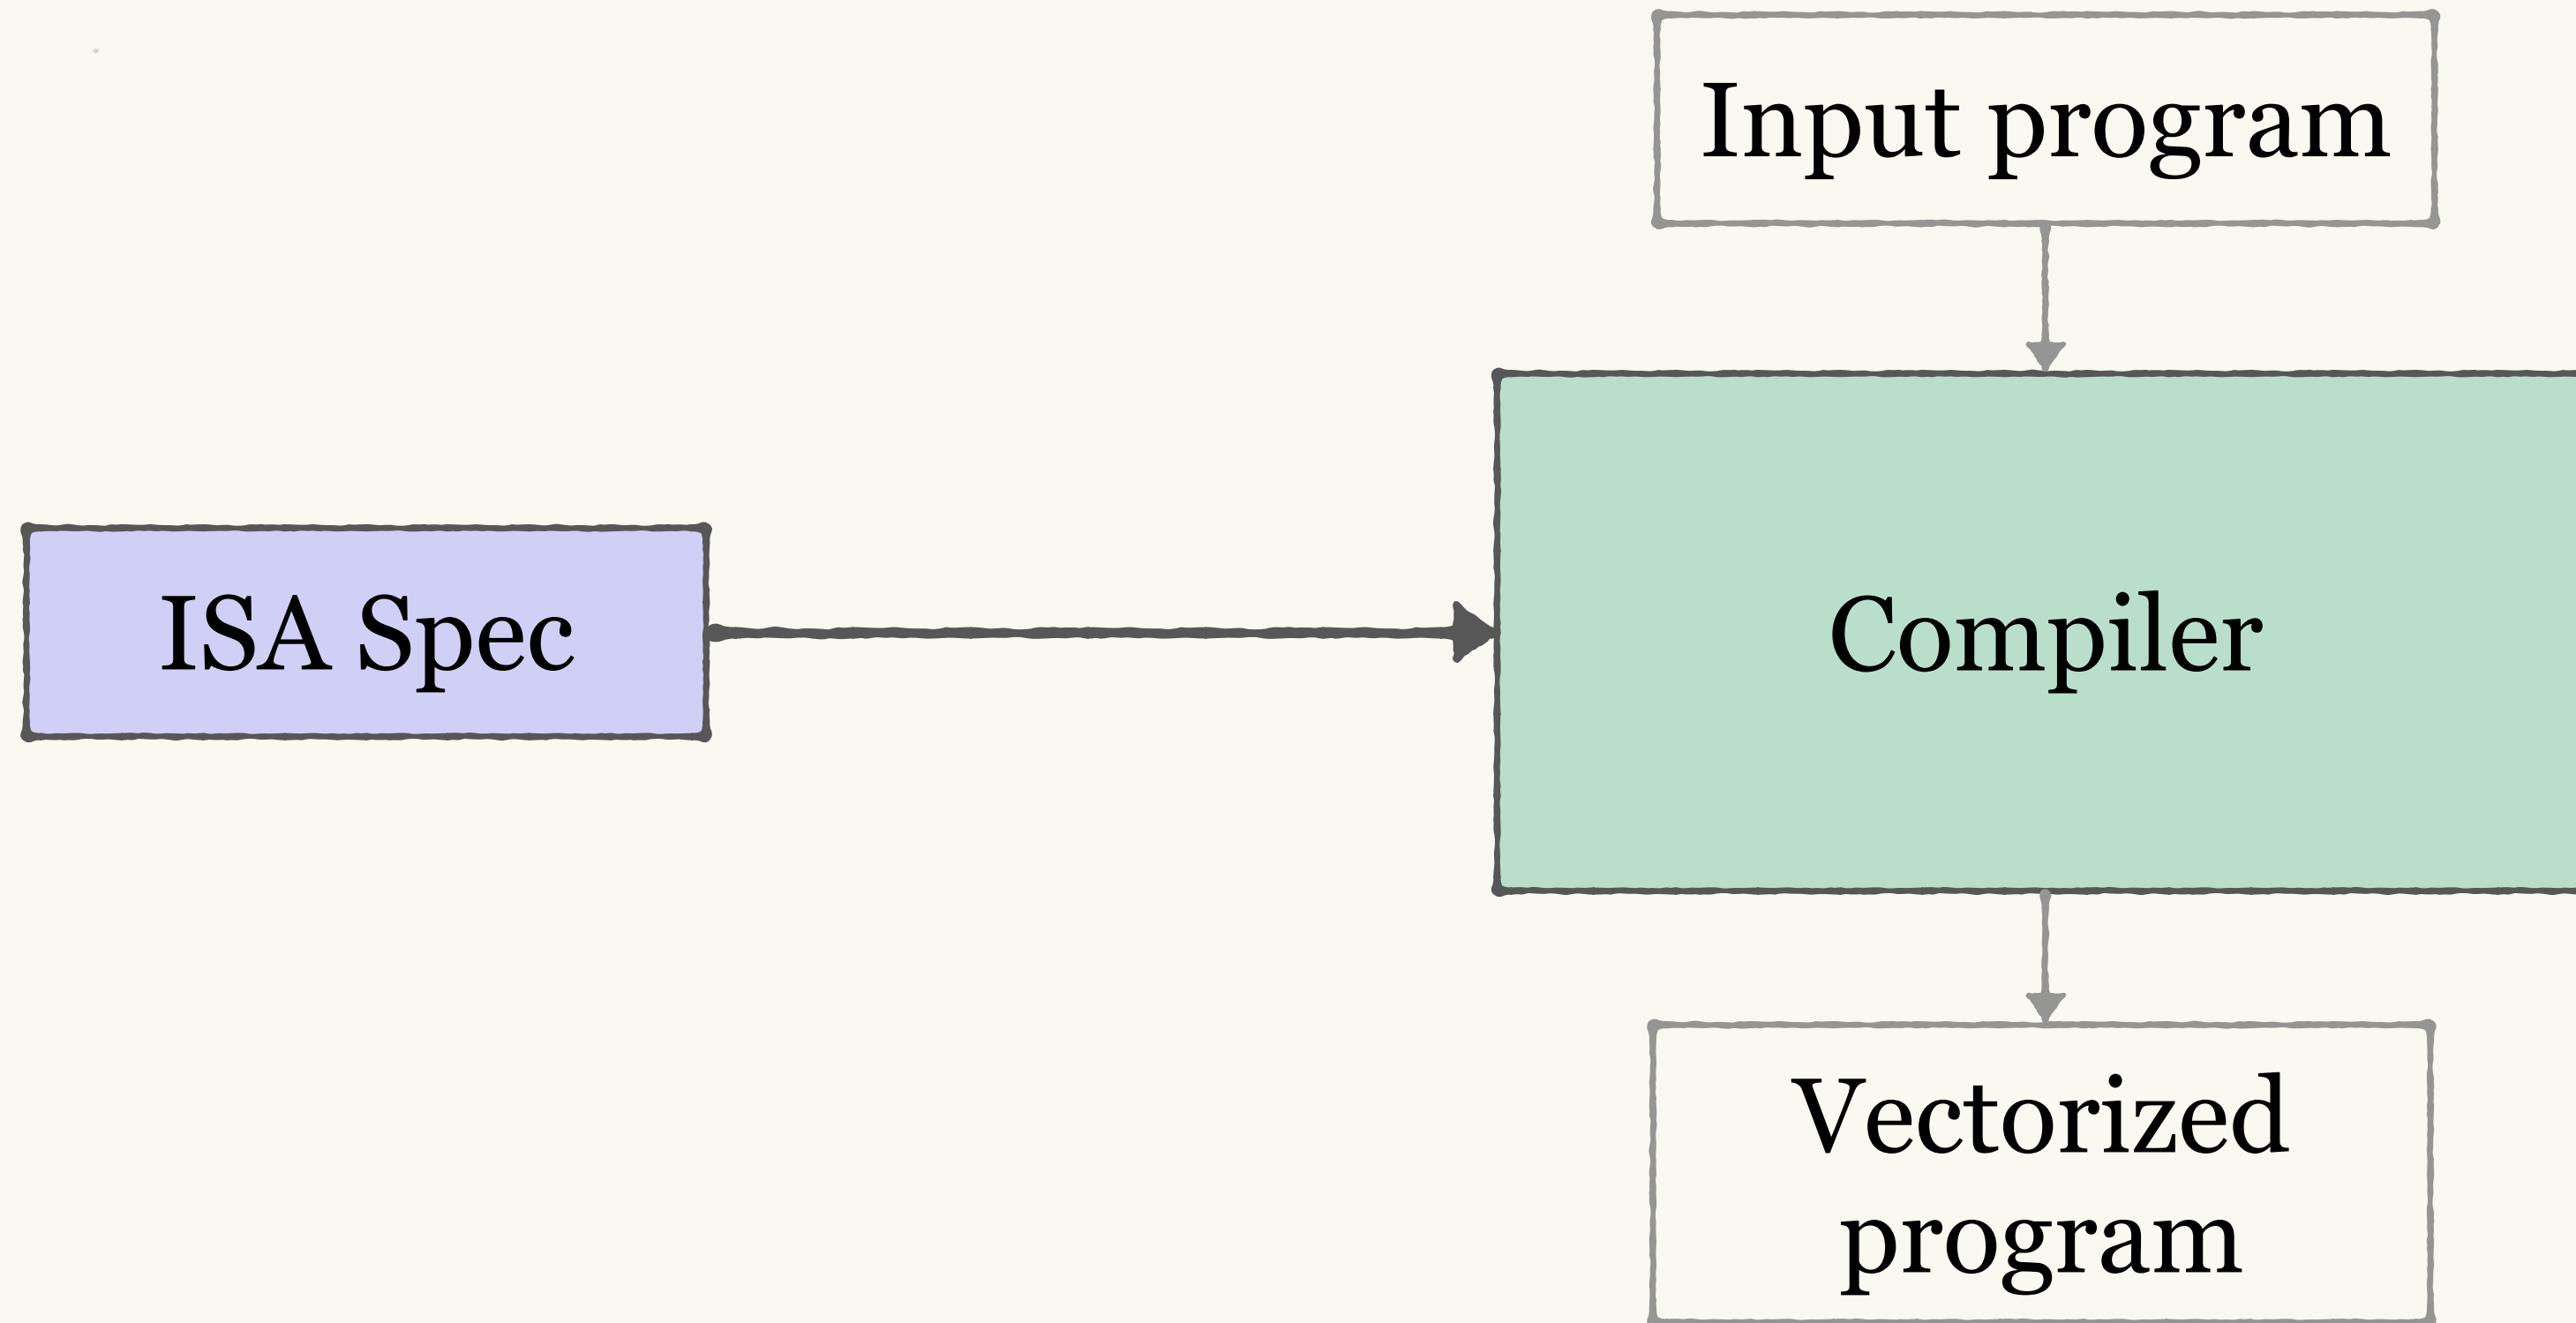 Input program
ISA Spec
Compiler
Vectorized
program